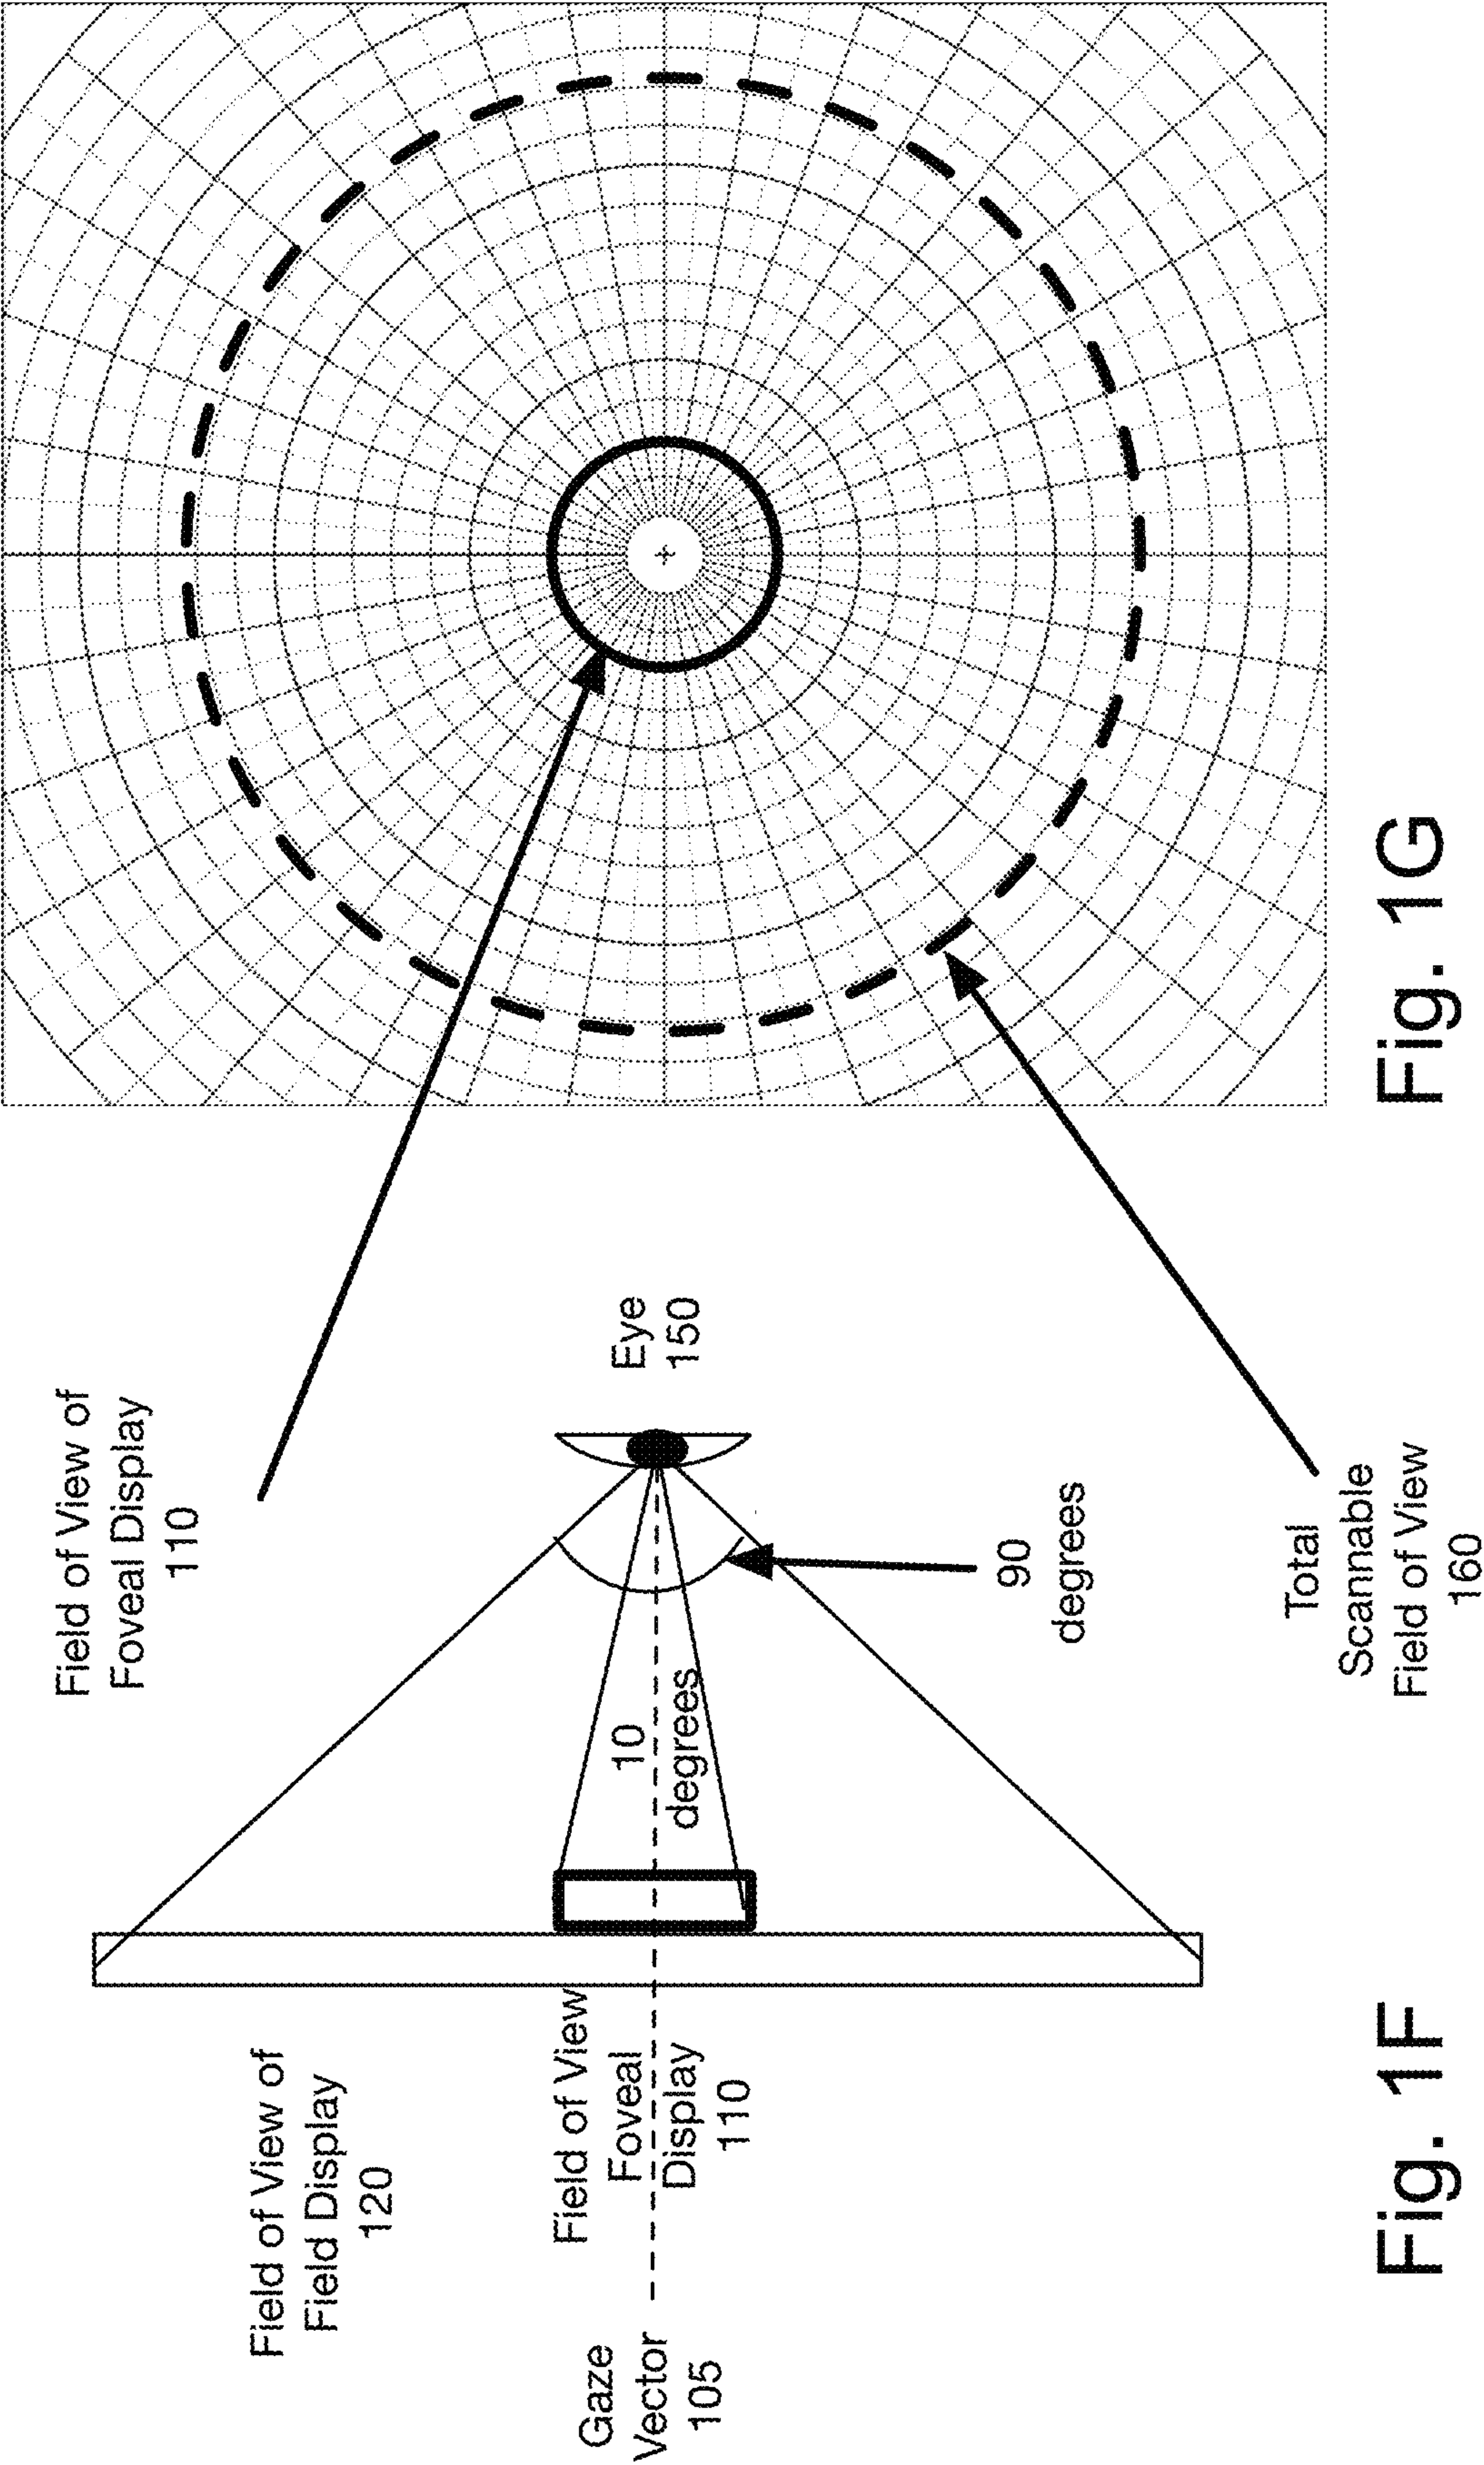 Gaze
Vector
105
Field of View of
Field Display
120
Field of View
Foveal
Display
110
Fig. 1F
10
degrees
90
degrees
Eye
150
Field of View of
Foveal Display
110
Total
Scannable
Field of View
160
Fig. 1G